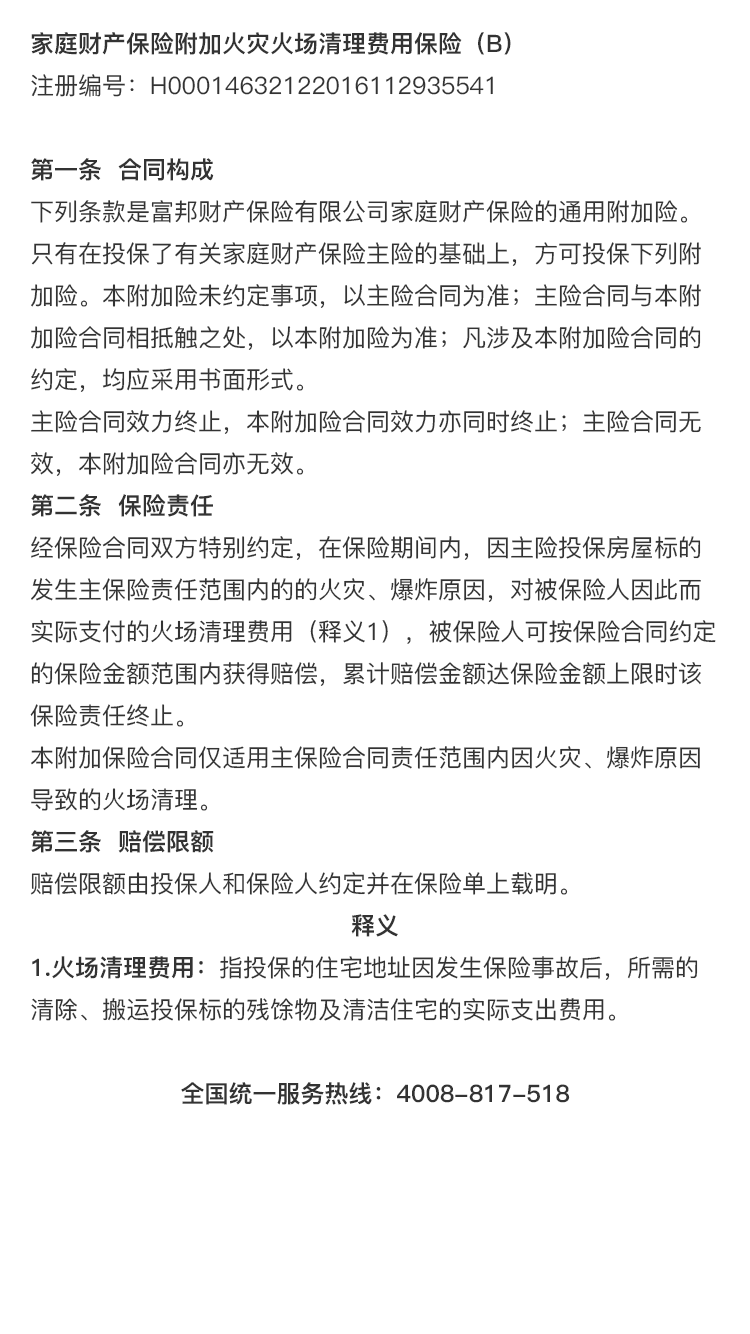 家庭财产保险附加火灾火场清理费用保险（B）
注册编号：H00014632122016112935541
第一条  合同构成
下列条款是富邦财产保险有限公司家庭财产保险的通用附加险。
只有在投保了有关家庭财产保险主险的基础上，方可投保下列附
加险。本附加险未约定事项，以主险合同为准；主险合同与本附
加险合同相抵触之处，以本附加险为准；凡涉及本附加险合同的
约定，均应采用书面形式。
主险合同效力终止，本附加险合同效力亦同时终止；主险合同无
效，本附加险合同亦无效。
第二条  保险责任
经保险合同双方特别约定，在保险期间内，因主险投保房屋标的
发生主保险责任范围内的的火灾、爆炸原因，对被保险人因此而
实际支付的火场清理费用（释义1），被保险人可按保险合同约定
的保险金额范围内获得赔偿，累计赔偿金额达保险金额上限时该
保险责任终止。
本附加保险合同仅适用主保险合同责任范围内因火灾、爆炸原因
导致的火场清理。
第三条  赔偿限额
赔偿限额由投保人和保险人约定并在保险单上载明。
释义
1.火场清理费用：指投保的住宅地址因发生保险事故后，所需的
清除、搬运投保标的残馀物及清洁住宅的实际支出费用。
全国统一服务热线：4008-817-518